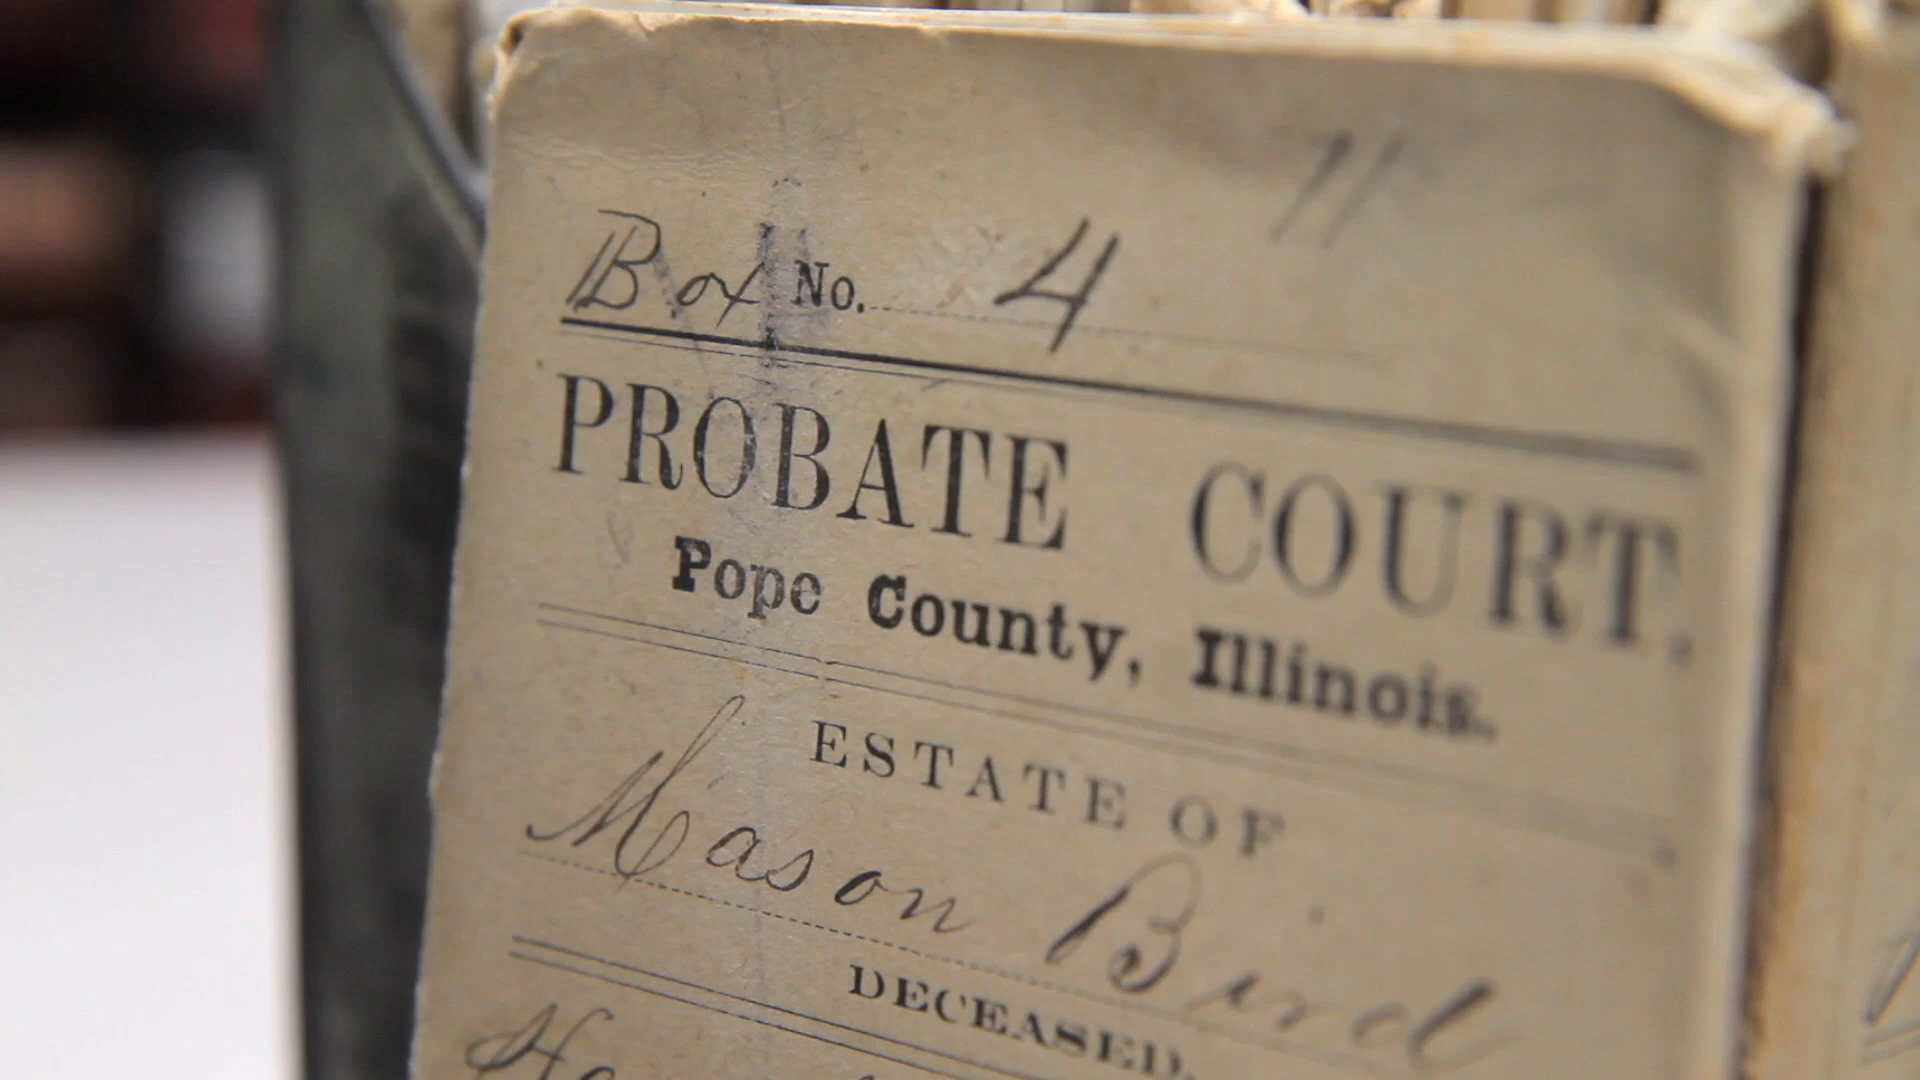 11
Box No. 4
PROBATE COURT.
Pope County, Illinois.
ESTATE OF
Mason Bird
DECEASED.